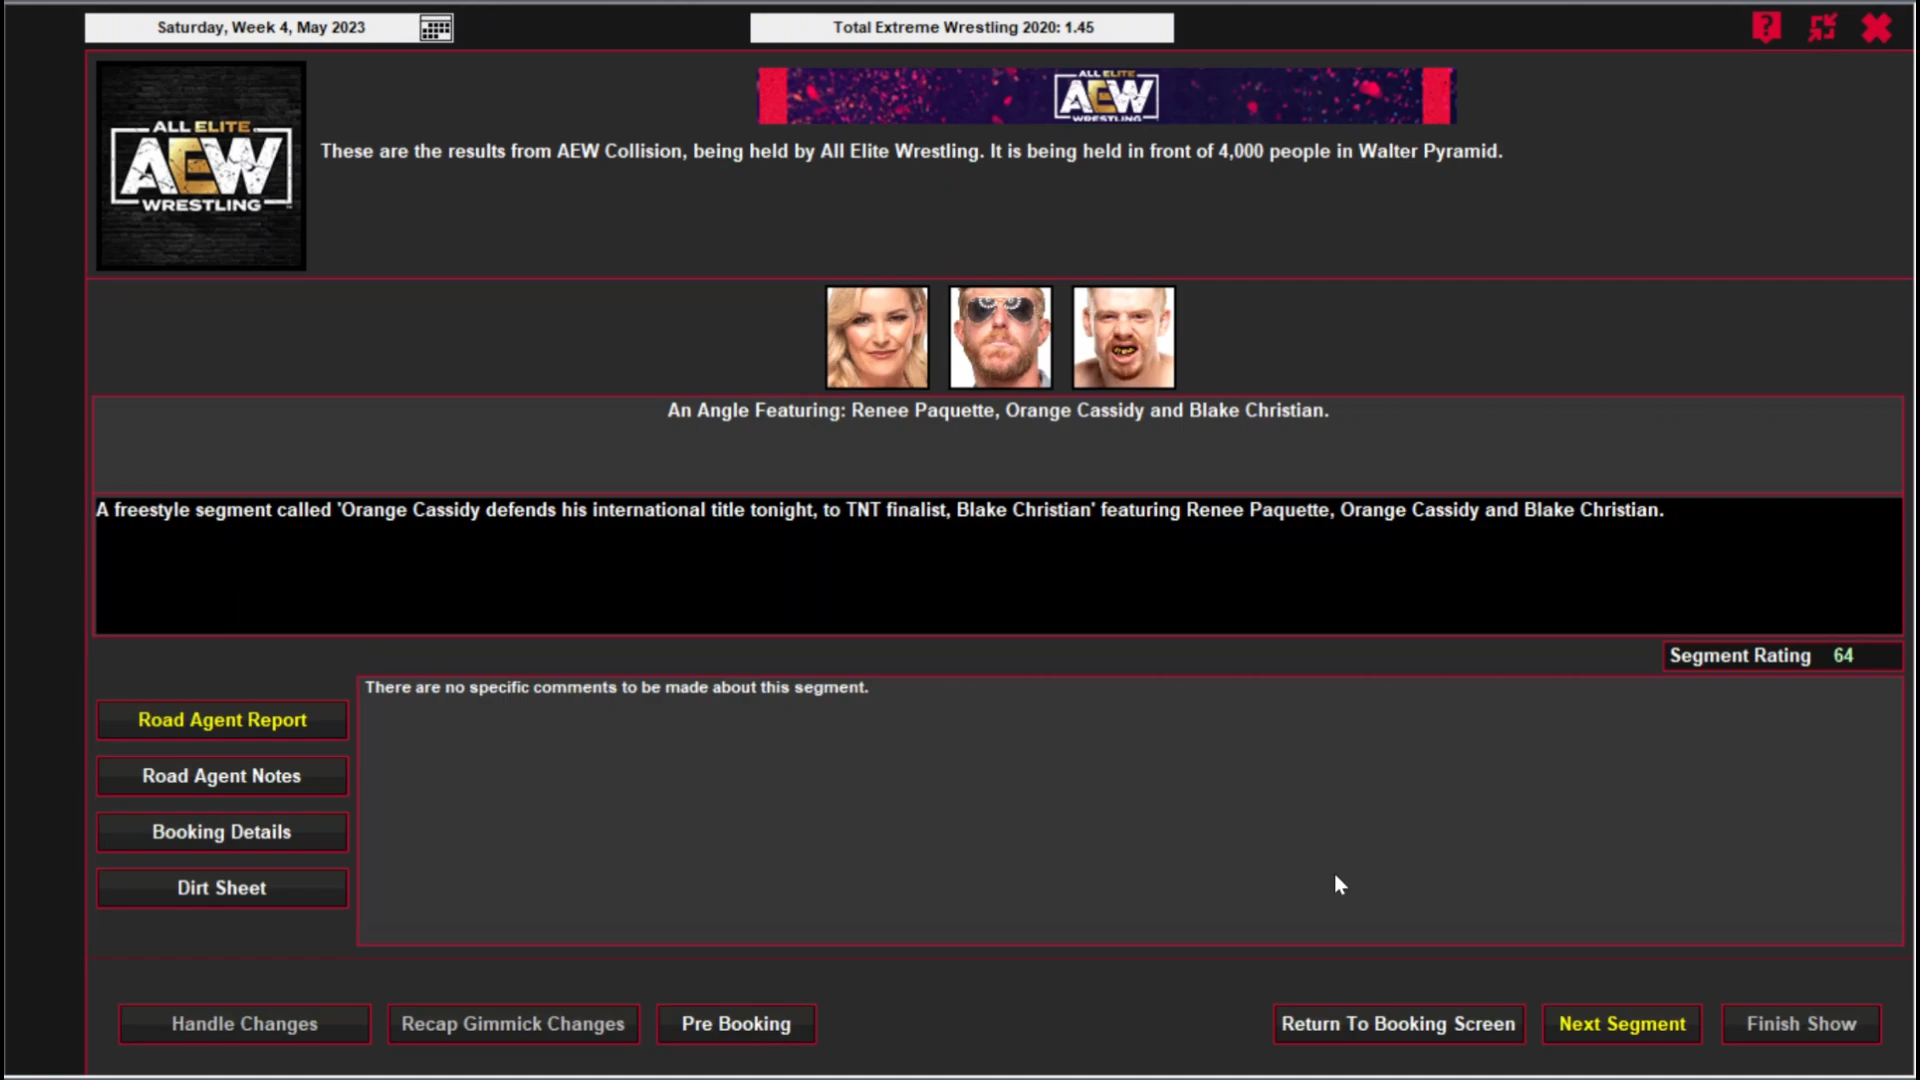 Saturday, Week 4, May 2023
Total Extreme Wrestling 2020: 1.45
?
ALL ELITE
AEW
WRESTLING
ALL ELITE
AEW
WRESTLING
These are the results from AEW Collision, being held by All Elite Wrestling. It is being held in front of 4,000 people in Walter Pyramid.
An Angle Featuring: Renee Paquette, Orange Cassidy and Blake Christian.
A freestyle segment called 'Orange Cassidy defends his international title tonight, to TNT finalist, Blake Christian' featuring Renee Paquette, Orange Cassidy and Blake Christian.
Segment Rating 64
There are no specific comments to be made about this segment.
Road Agent Report
Road Agent Notes
Booking Details
Dirt Sheet
Handle Changes
Recap Gimmick Changes
Pre Booking
Return To Booking Screen
Next Segment
Finish Show